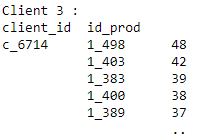 Client 3 :
client_id  id_prod
c_6714     1_498      48
           1_403      42
           1_383      39
           1_400      38
           1_389      37
                      ..